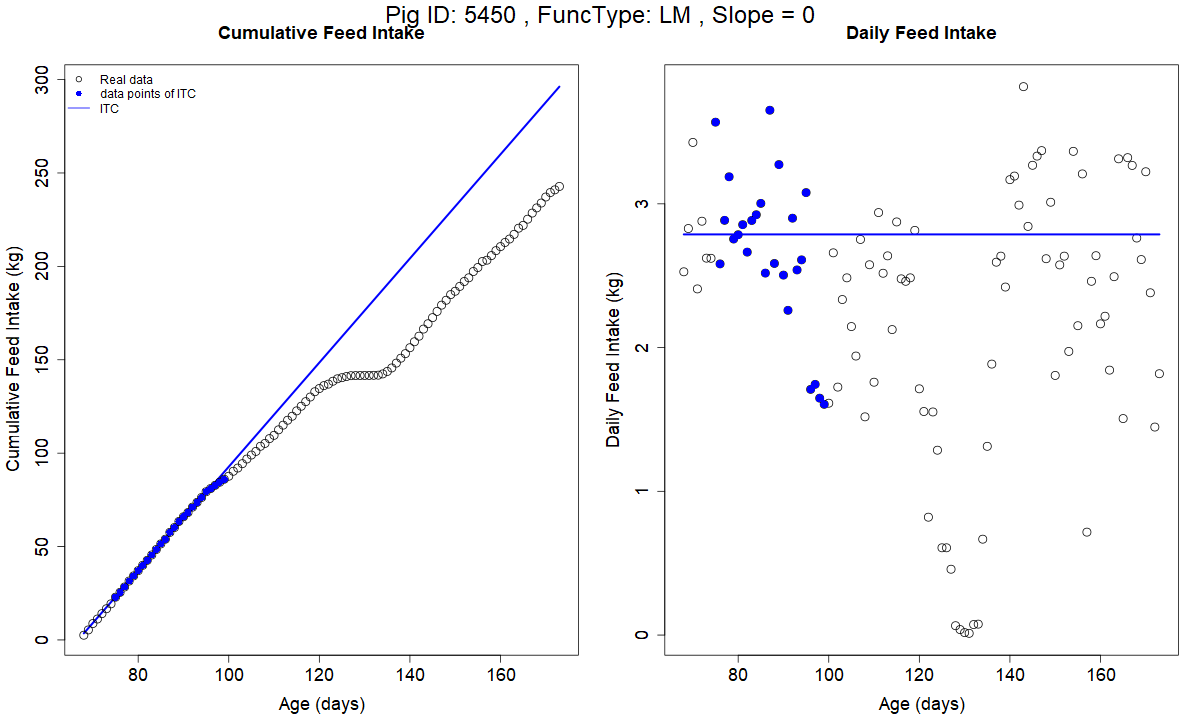 Pig ID: 5450 , FuncType: LM , Slope = 0
Cumulative Feed Intake
Daily Feed Intake
Real data
data points of ITC
ITC
Cumulative Feed Intake (kg)
0
50
100
150
200
250
300
80
100
120
140
160
Age (days)
Daily Feed Intake (kg)
0
1
2
3
80
100
120
140
160
Age (days)